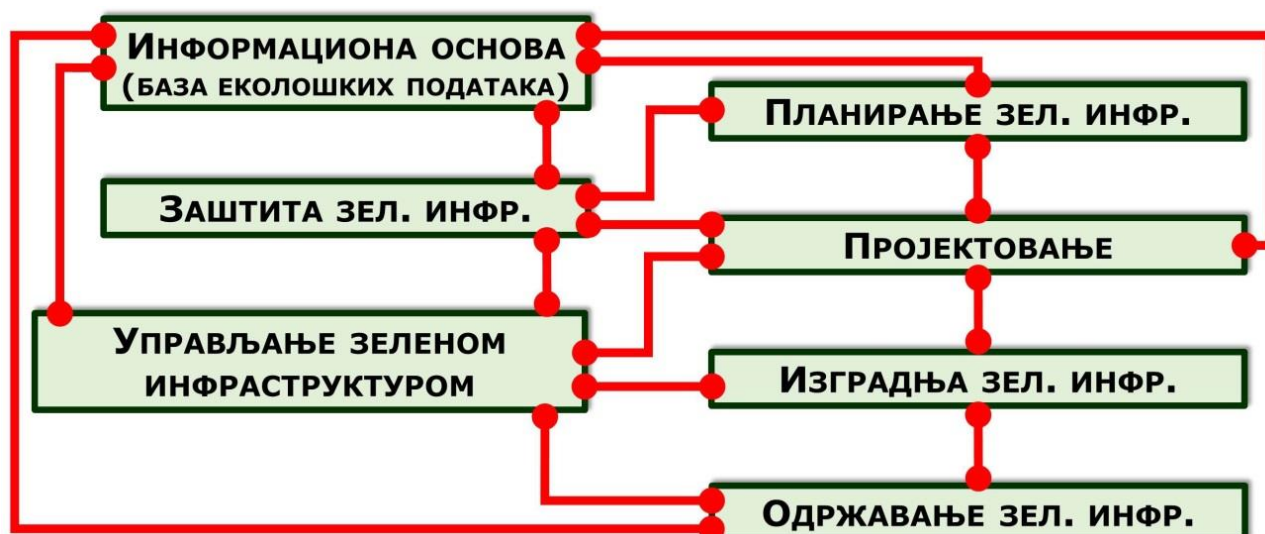 Информациона основа
(база еколошких података)
Планирање зел. инфр.
Заштита зел. инфр.
Пројектовање
Управљање зеленом
инфраструктуром
Изградња зел. инфр.
Одржавање зел. инфр.